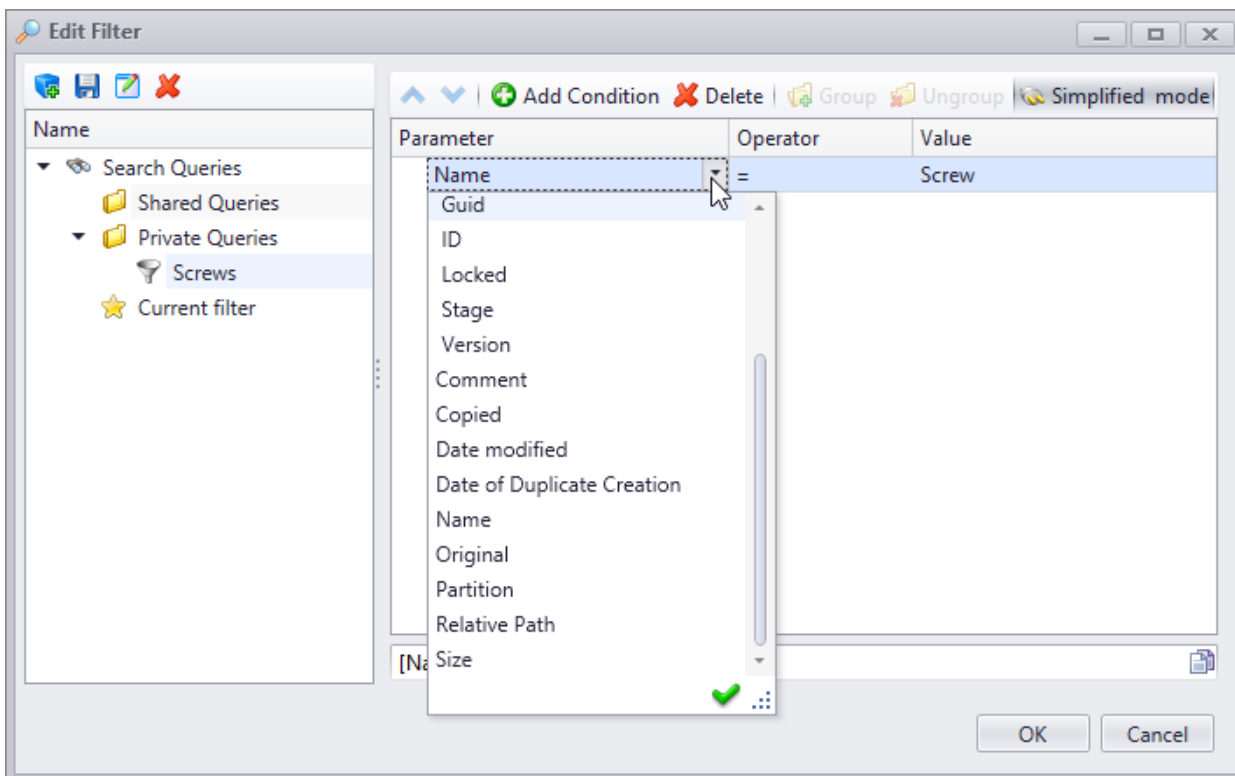 Edit Filter
Add Condition Delete Group Ungroup Simplified mode
Name
Parameter Operator Value
Search Queries
Name = Screw
Shared Queries
Guid
Private Queries
ID
Screws
Locked
Current filter
Stage
Version
Comment
Copied
Date modified
Date of Duplicate Creation
Name
Original
Partition
Relative Path
[Na
Size
OK Cancel